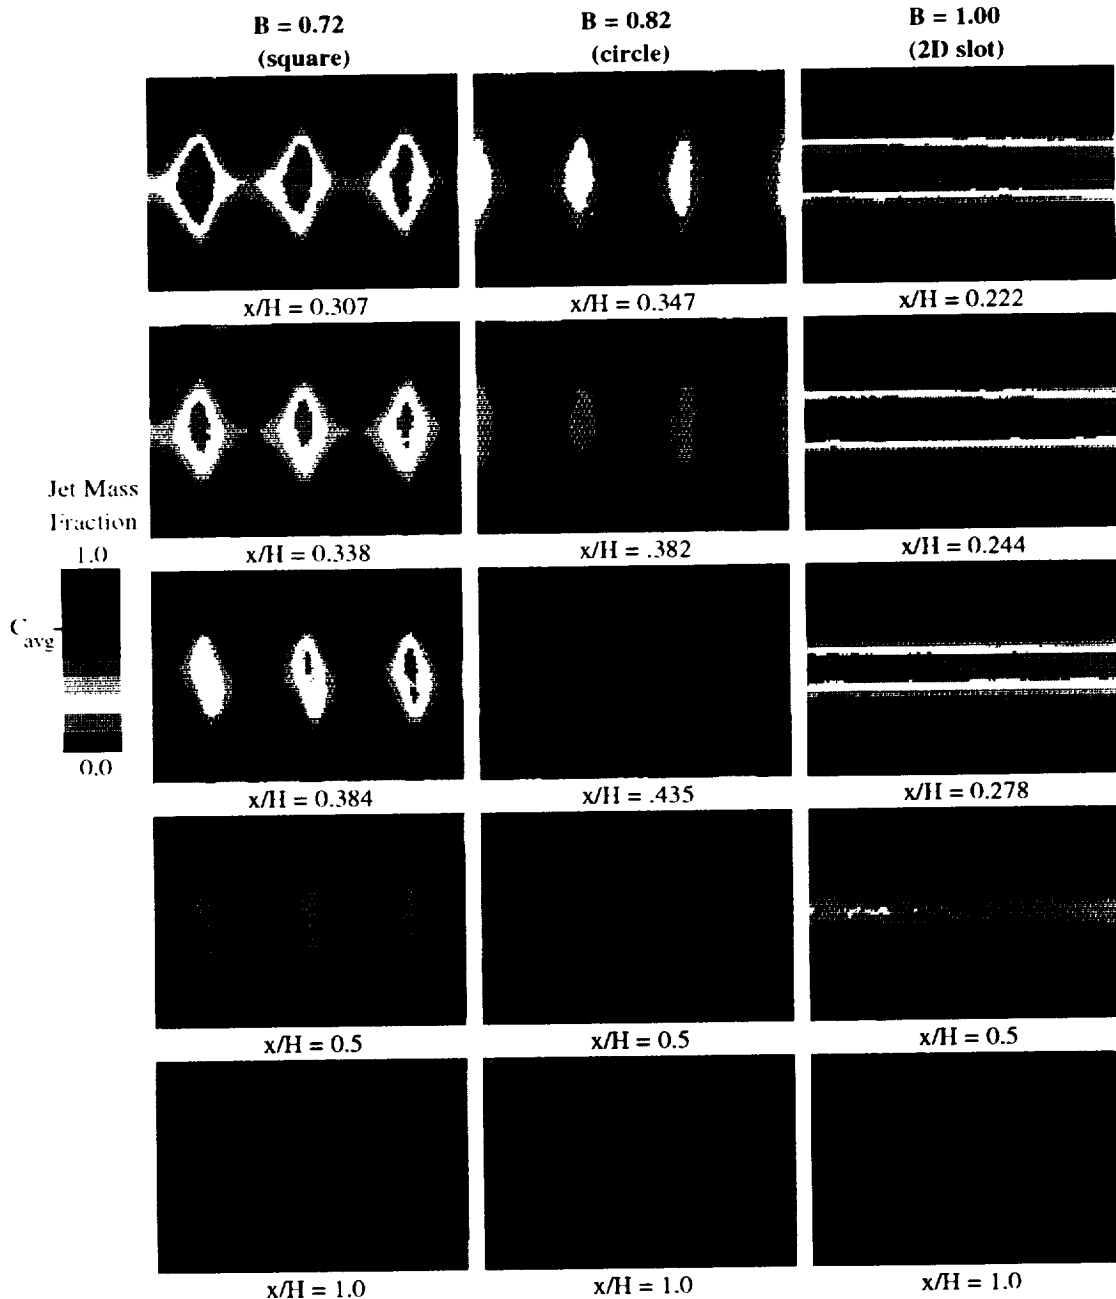 B = 0.72
(square)
B = 0.82
(circle)
B = 1.00
(2D slot)
x/H = 0.307
x/H = 0.347
x/H = 0.222
x/H = 0.338
x/H = .382
x/H = 0.244
Jet Mass
Fraction
1.0
C avg
0.0
x/H = 0.384
x/H = .435
x/H = 0.278
x/H = 0.5
x/H = 0.5
x/H = 0.5
x/H = 1.0
x/H = 1.0
x/H = 1.0